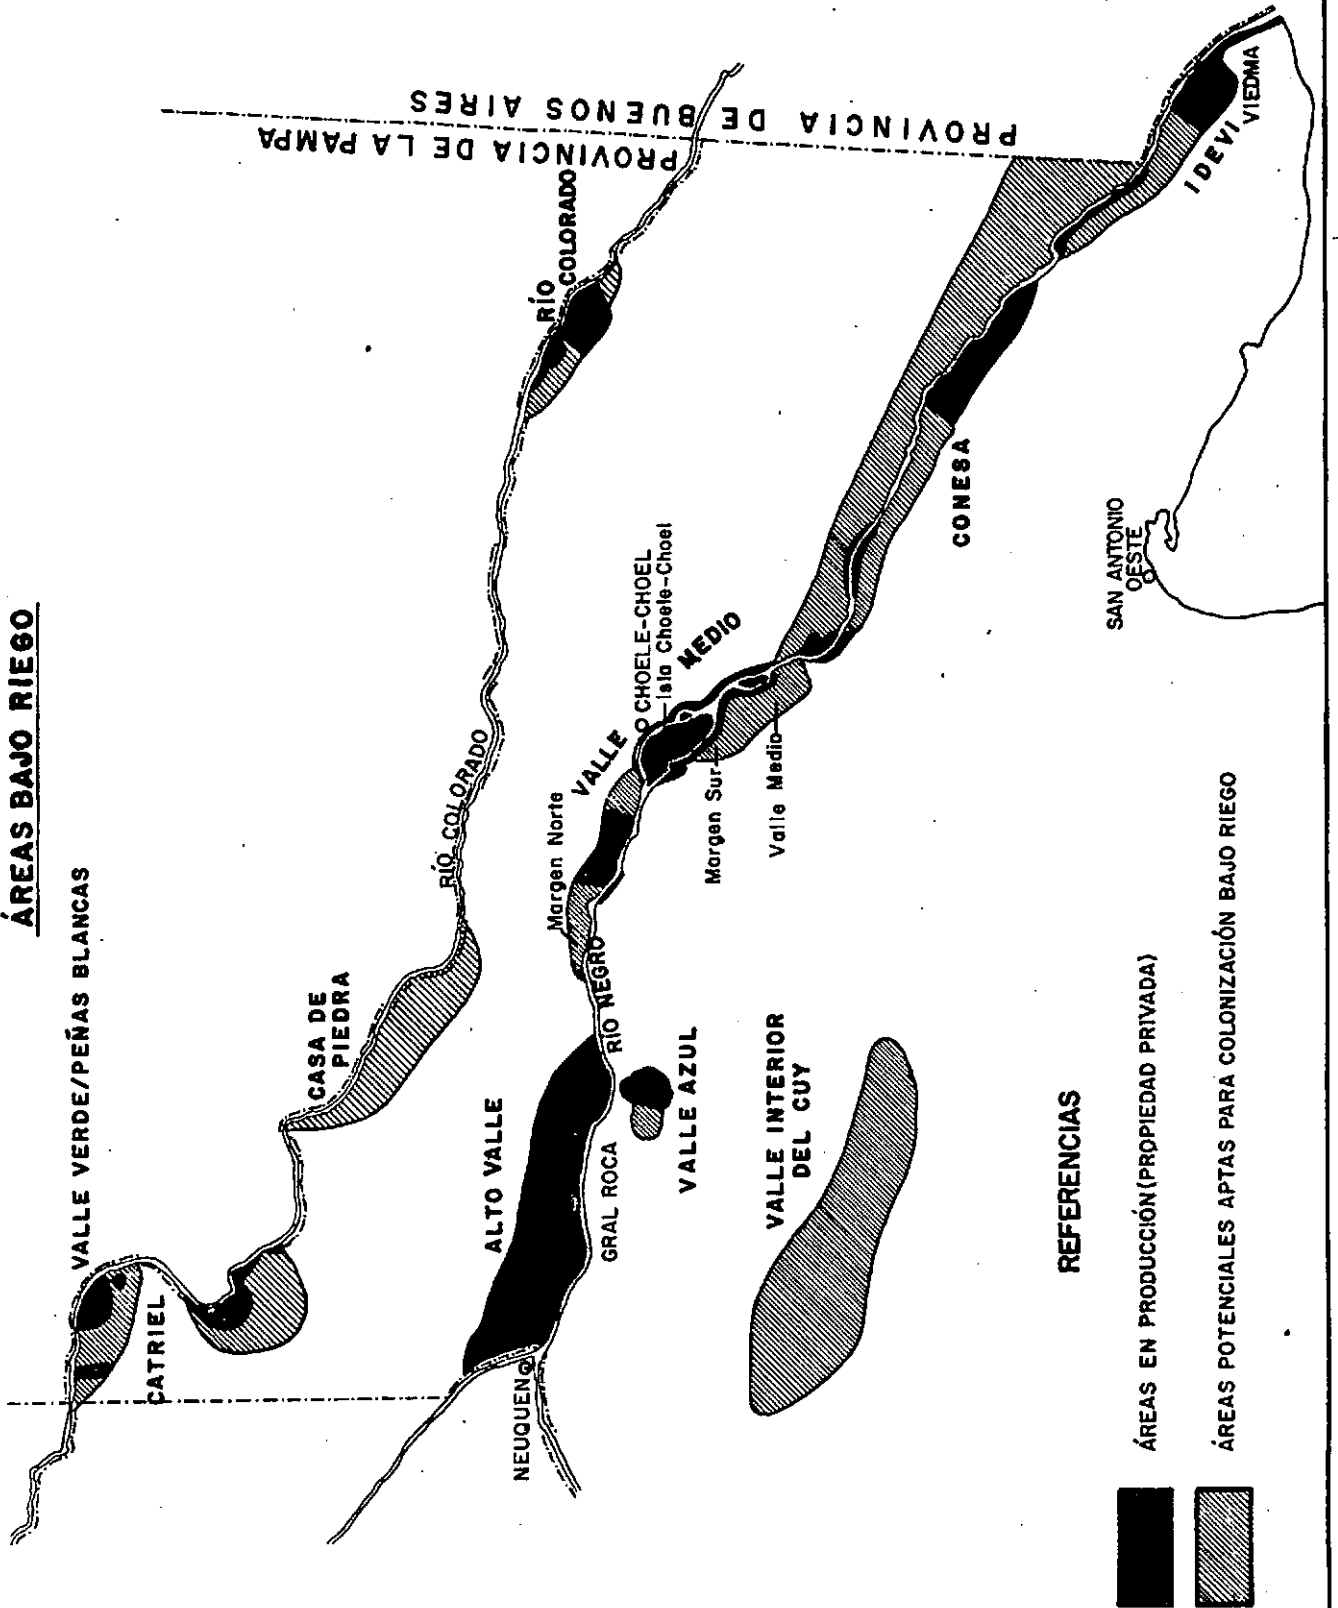 ÁREAS BAJO RIEGO
VALLE VERDE/PEÑAS BLANCAS
CATRIEL
CASA DE
PIEDRA
RÍO COLORADO
RÍO
COLORADO
PROVINCIA DE LA PAMPA
PROVINCIA DE BUENOS AIRES
ALTO VALLE
NEUQUEN
GRAL ROCA
RÍO NEGRO
Margen Norte
VALLE MEDIO
CHOELE-CHOEL
Isla Choele-Choel
Margen Sur
Valle Medio
VALLE AZUL
VALLE INTERIOR
DEL CUY
CONESA
IDEVI
VIEDMA
SAN ANTONIO
OESTE
REFERENCIAS
ÁREAS EN PRODUCCIÓN(PROPIEDAD PRIVADA)
ÁREAS POTENCIALES APTAS PARA COLONIZACIÓN BAJO RIEGO